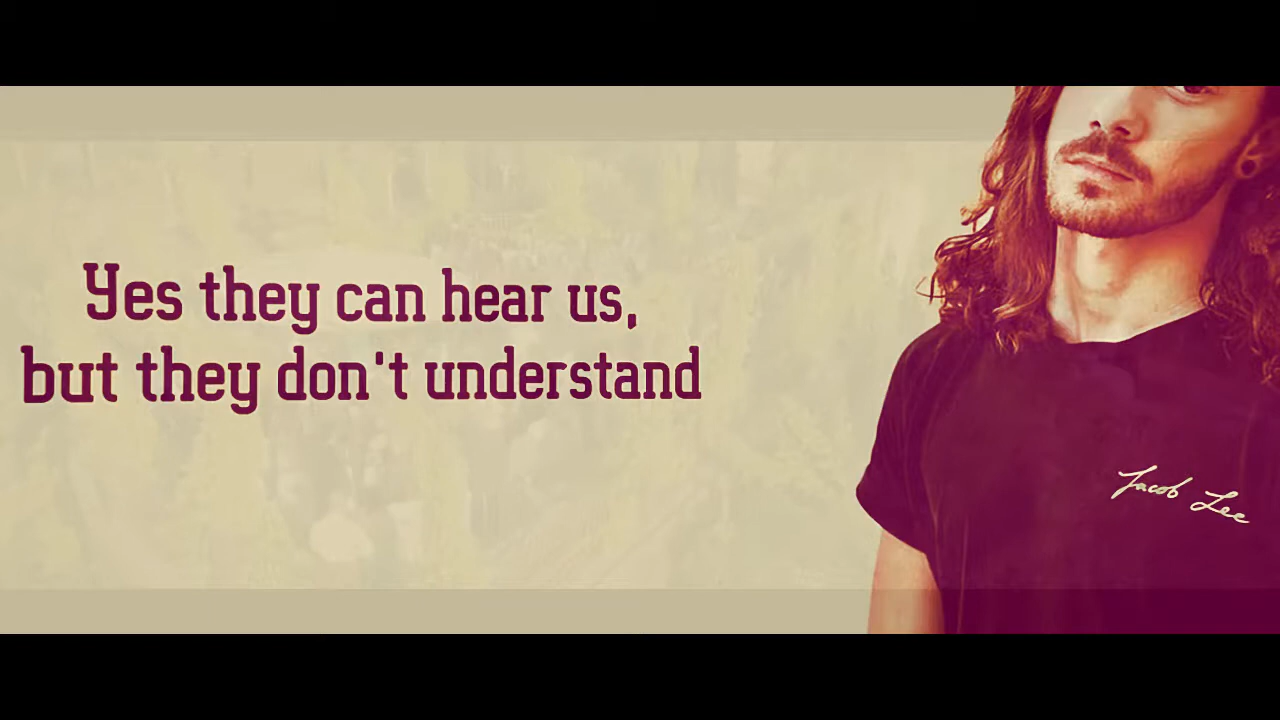 Yes they can hear us,
but they don't understand
Jacob Lee